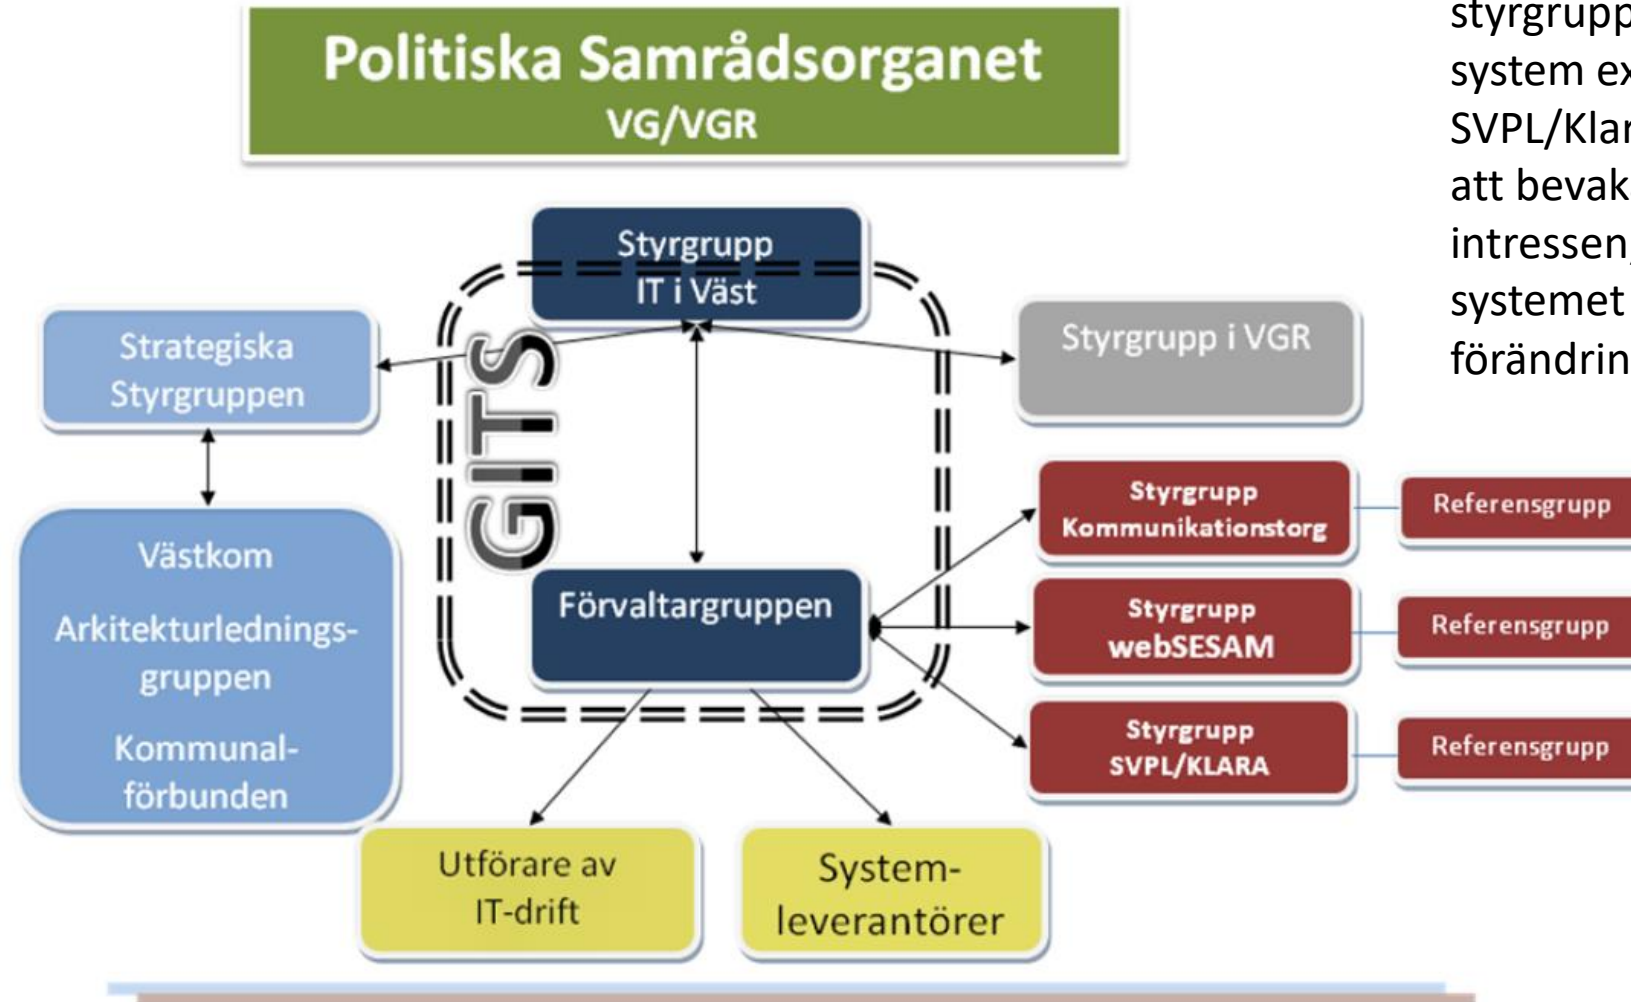 Politiska Samrådsorganet
VG/VGR
styrgrupp
system ex
SVPL/Klar
att bevak
intressen,
systemet
förändrin
Styrgrupp
IT i Väst
GITS
Strategiska
Styrgruppen
Styrgrupp i VGR
Västkom
Arkitekturlednings-
gruppen
Kommunal-
förbunden
Förvaltargruppen
Styrgrupp
Kommunikationstorg
Referensgrupp
Styrgrupp
webSESAM
Referensgrupp
Styrgrupp
SVPL/KLARA
Referensgrupp
Utförare av
IT-drift
System-
leverantörer